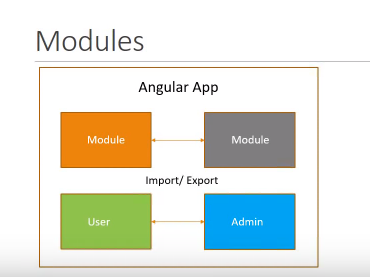 Modules
Angular App
Module
Module
Import/ Export
User
Admin